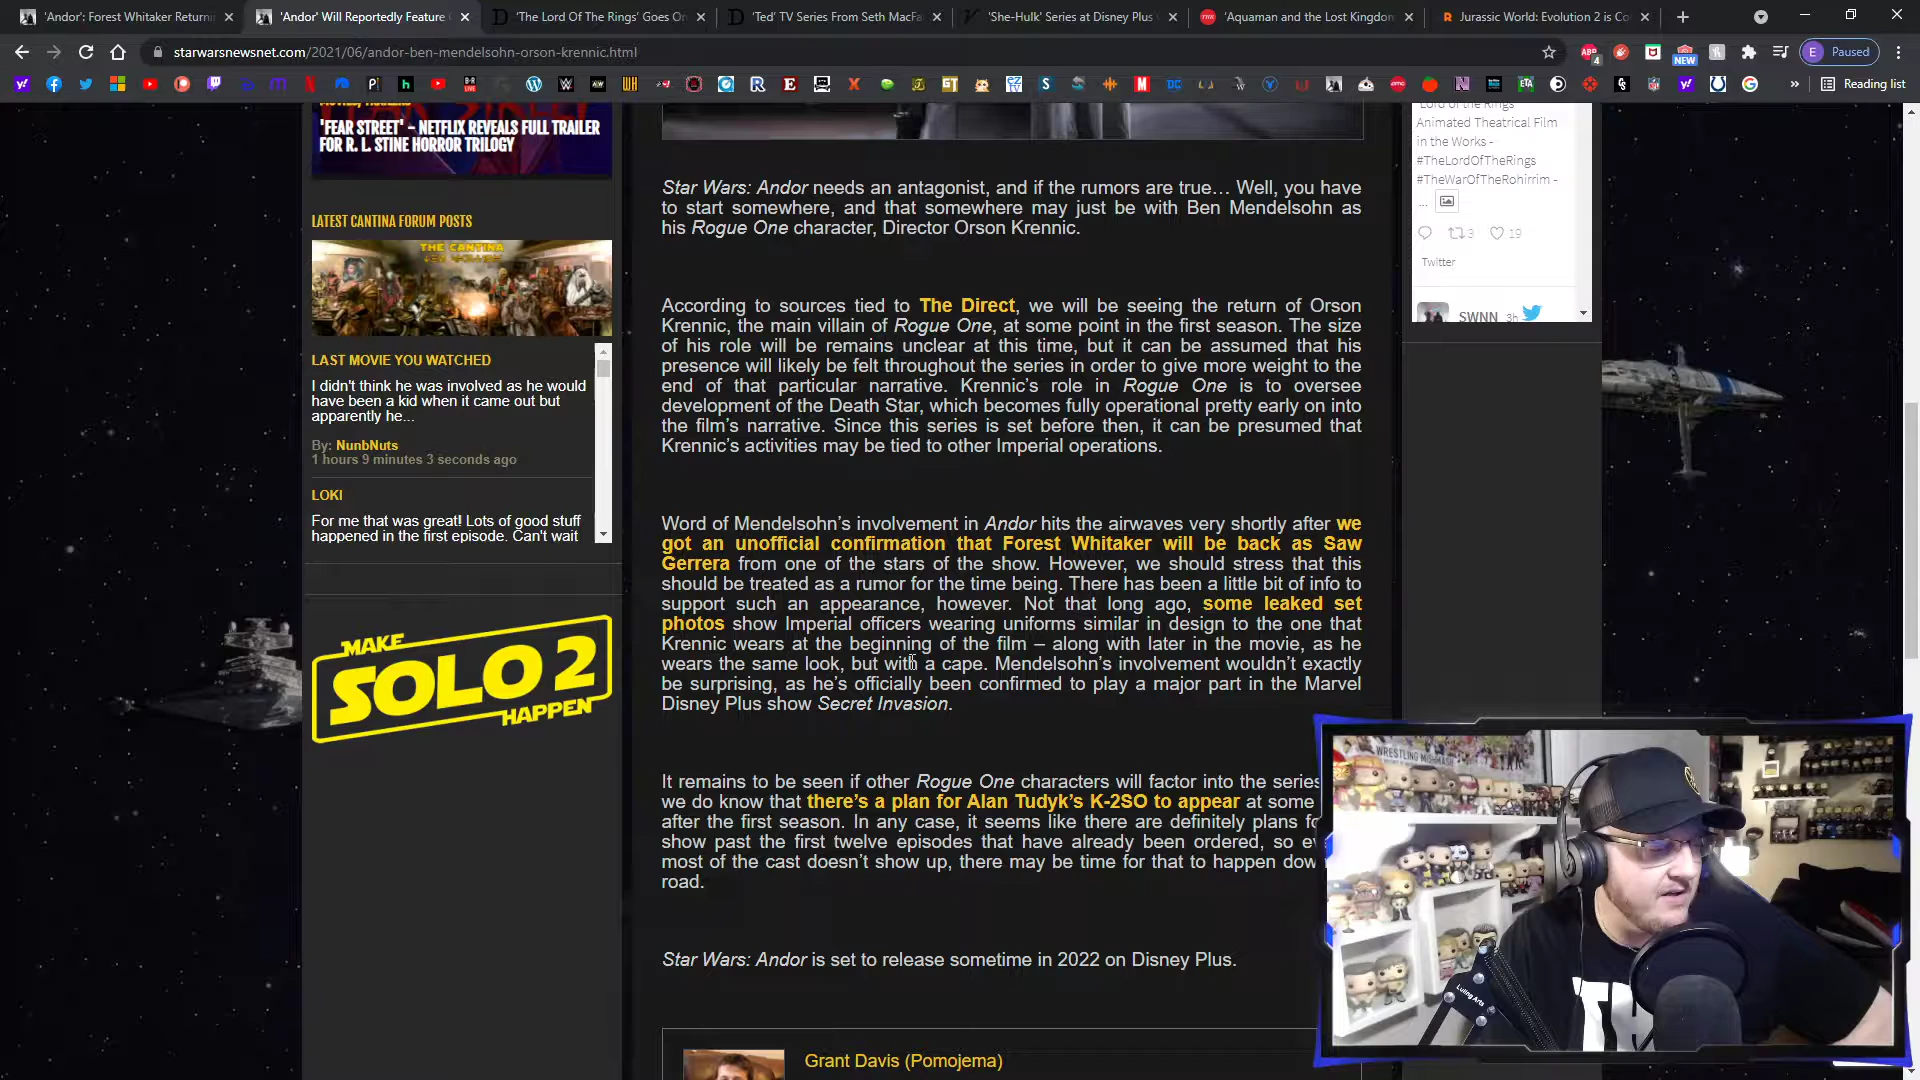 'Andor': Forest Whitaker Returni
'Andor' Will Reportedly Feature
'The Lord Of The Rings' Goes O
'Ted' TV Series From Seth MacFa
'She-Hulk' Series at Disney Plus
'Aquaman and the Lost Kingdo
Jurassic World: Evolution 2 is Co
starwarsnewsnet.com/2021/06/andor-ben-mendelsohn-orson-krennic.html
Paused
Reading list
MOVIES, TRAILERS
'FEAR STREET' – NETFLIX REVEALS FULL TRAILER
FOR R. L. STINE HORROR TRILOGY
LATEST CANTINA FORUM POSTS
THE CANTINA
LAST MOVIE YOU WATCHED
I didn't think he was involved as he would
have been a kid when it came out but
apparently he...
By: NunbNuts
1 hours 9 minutes 3 seconds ago
LOKI
For me that was great! Lots of good stuff
happened in the first episode. Can't wait
MAKE
SOLO 2
HAPPEN
Star Wars: Andor needs an antagonist, and if the rumors are true… Well, you have
to start somewhere, and that somewhere may just be with Ben Mendelsohn as
his Rogue One character, Director Orson Krennic.
According to sources tied to The Direct, we will be seeing the return of Orson
Krennic, the main villain of Rogue One, at some point in the first season. The size
of his role will be remains unclear at this time, but it can be assumed that his
presence will likely be felt throughout the series in order to give more weight to the
end of that particular narrative. Krennic's role in Rogue One is to oversee
development of the Death Star, which becomes fully operational pretty early on into
the film's narrative. Since this series is set before then, it can be presumed that
Krennic's activities may be tied to other Imperial operations.
Word of Mendelsohn's involvement in Andor hits the airwaves very shortly after we
got an unofficial confirmation that Forest Whitaker will be back as Saw
Gerrera from one of the stars of the show. However, we should stress that this
should be treated as a rumor for the time being. There has been a little bit of info to
support such an appearance, however. Not that long ago, some leaked set
photos show Imperial officers wearing uniforms similar in design to the one that
Krennic wears at the beginning of the film – along with later in the movie, as he
wears the same look, but with a cape. Mendelsohn's involvement wouldn't exactly
be surprising, as he's officially been confirmed to play a major part in the Marvel
Disney Plus show Secret Invasion.
It remains to be seen if other Rogue One characters will factor into the series
we do know that there's a plan for Alan Tudyk's K-2SO to appear at some
after the first season. In any case, it seems like there are definitely plans fo
show past the first twelve episodes that have already been ordered, so e
most of the cast doesn't show up, there may be time for that to happen dow
road.
Star Wars: Andor is set to release sometime in 2022 on Disney Plus.
Grant Davis (Pomojema)
Lord of the Rings
Animated Theatrical Film
in the Works -
#TheLordOfTheRings
#TheWarOfTheRohirrim -
...
3 19
Twitter
SWNN 3h
WRESTLING MISHMASH
Luling Arts
TH